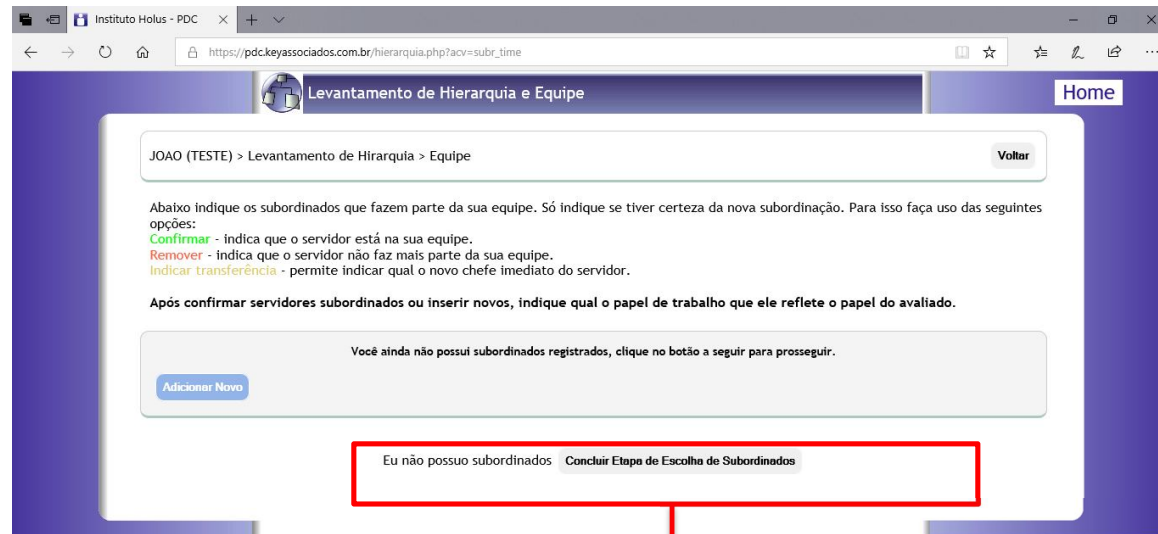 Instituto Holus - PDC
https://pdc.keyassociados.com.br/hierarquia.php?acv=subr_time
Levantamento de Hierarquia e Equipe
Home
JOAO (TESTE) > Levantamento de Hirarquia > Equipe
Voltar
Abaixo indique os subordinados que fazem parte da sua equipe. Só indique se tiver certeza da nova subordinação. Para isso faça uso das seguintes
opções:
Confirmar - indica que o servidor está na sua equipe.
Remover - indica que o servidor não faz mais parte da sua equipe.
Indicar transferência - permite indicar qual o novo chefe imediato do servidor.
Após confirmar servidores subordinados ou inserir novos, indique qual o papel de trabalho que ele reflete o papel do avaliado.
Você ainda não possui subordinados registrados, clique no botão a seguir para prosseguir.
Adicionar Novo
Eu não possuo subordinados Concluir Etapa de Escolha de Subordinados